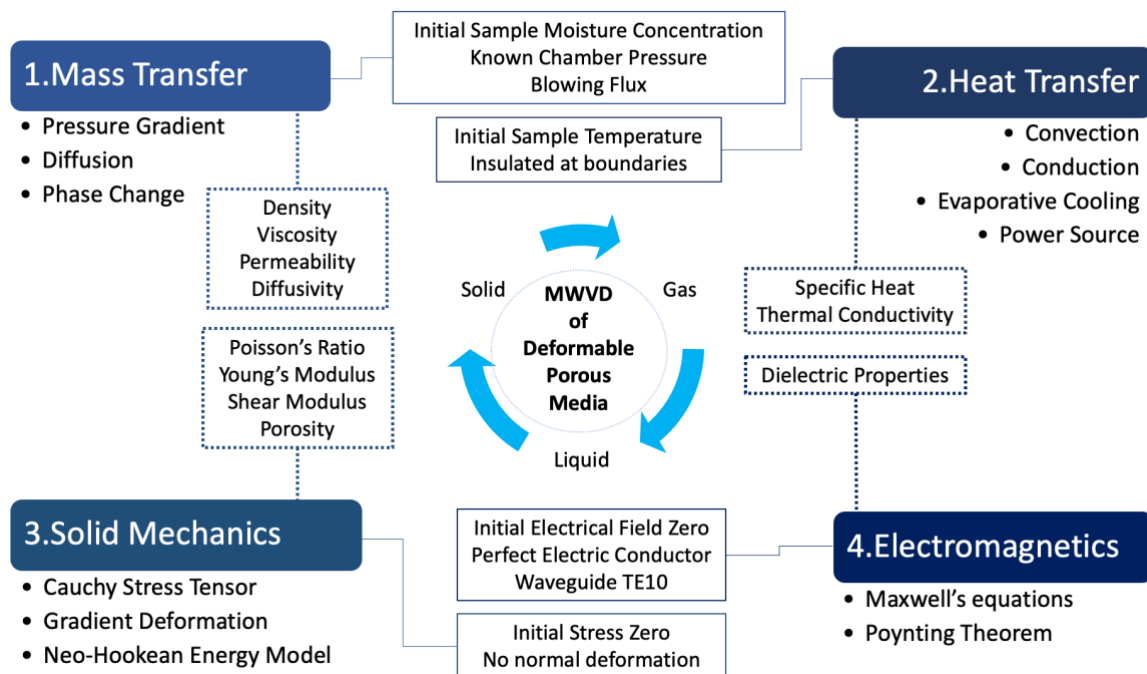 1.Mass Transfer
• Pressure Gradient
• Diffusion
• Phase Change
Initial Sample Moisture Concentration
Known Chamber Pressure
Blowing Flux
2.Heat Transfer
• Convection
• Conduction
• Evaporative Cooling
• Power Source
Initial Sample Temperature
Insulated at boundaries
Density
Viscosity
Permeability
Diffusivity
Specific Heat
Thermal Conductivity
Solid
Gas
Liquid
MWVD
of
Deformable
Porous
Media
Poisson's Ratio
Young's Modulus
Shear Modulus
Porosity
Dielectric Properties
3.Solid Mechanics
• Cauchy Stress Tensor
• Gradient Deformation
• Neo-Hookean Energy Model
Initial Electrical Field Zero
Perfect Electric Conductor
Waveguide TE10
Initial Stress Zero
No normal deformation
4.Electromagnetics
• Maxwell's equations
• Poynting Theorem